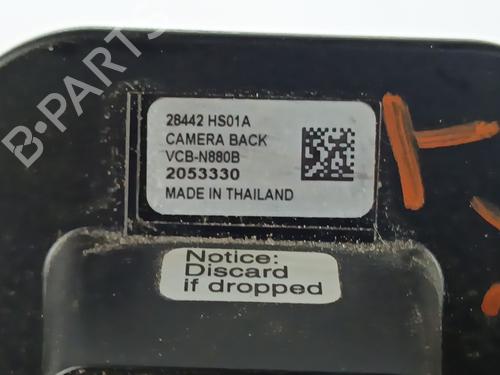 28442 HS01A
CAMERA BACK
VCB-N880B
2053330
MADE IN THAILAND
Notice:
Discard
if dropped
B-PARTS